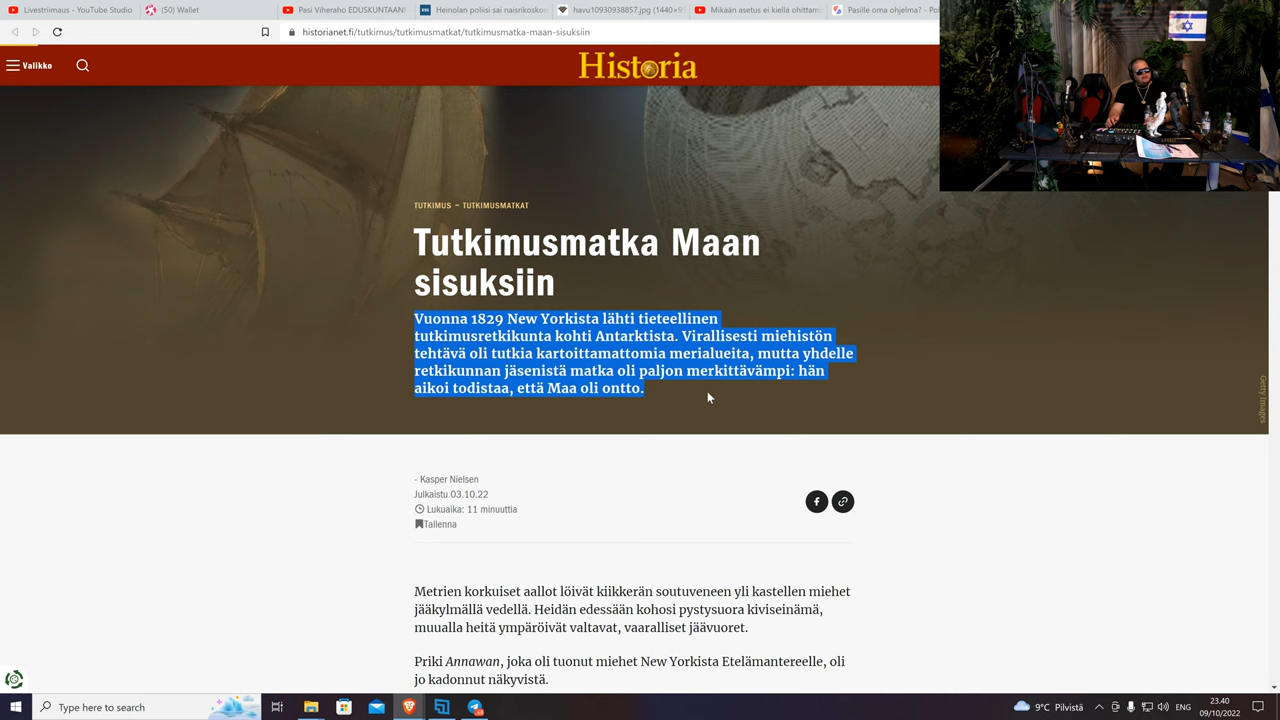 Livestriimaus - YouTube Studio
(50) Wallet
Pasi Viheraho EDUSKUNTAAN!
Heinolan poliisi sai naisrikoskom
havu10930938857.jpg (1440×95
Mikään asetus ei kiellä ohittami
Pasille oma ohjelma? - Pol
historianet.fi/tutkimus/tutkimusmatkat/tutkimusmatka-maan-sisuksiin
Valikko
Historia
TUTKIMUS – TUTKIMUSMATKAT
Tutkimusmatka Maan
sisuksiin
Vuonna 1829 New Yorkista lähti tieteellinen
tutkimusretkikunta kohti Antarktista. Virallisesti miehistön
tehtävä oli tutkia kartoittamattomia merialueita, mutta yhdelle
retkikunnan jäsenistä matka oli paljon merkittävämpi: hän
aikoi todistaa, että Maa oli ontto.
Getty Images
- Kasper Nielsen
Julkaistu 03.10.22
Lukuaika: 11 minuuttia
Tallenna
Metrien korkuiset aallot löivät kiikkerän soutuveneen yli kastellen miehet
jääkylmällä vedellä. Heidän edessään kohosi pystysuora kiviseinämä,
muualla heitä ympäröivät valtavat, vaaralliset jäävuoret.
Priki Annawan, joka oli tuonut miehet New Yorkista Etelämantereelle, oli
jo kadonnut näkyvistä.
Type here to search
9°C Pilvistä
ENG
23.40
09/10/2022